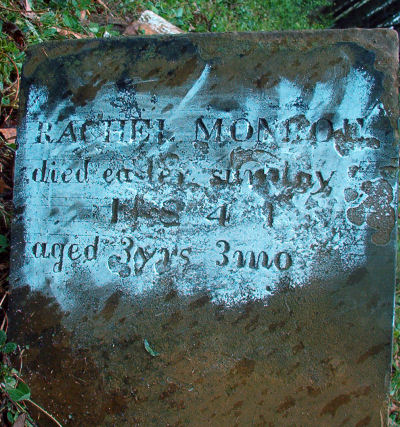 RACHEL MONROE
died easter sunday
1841
aged 3yrs 3mo